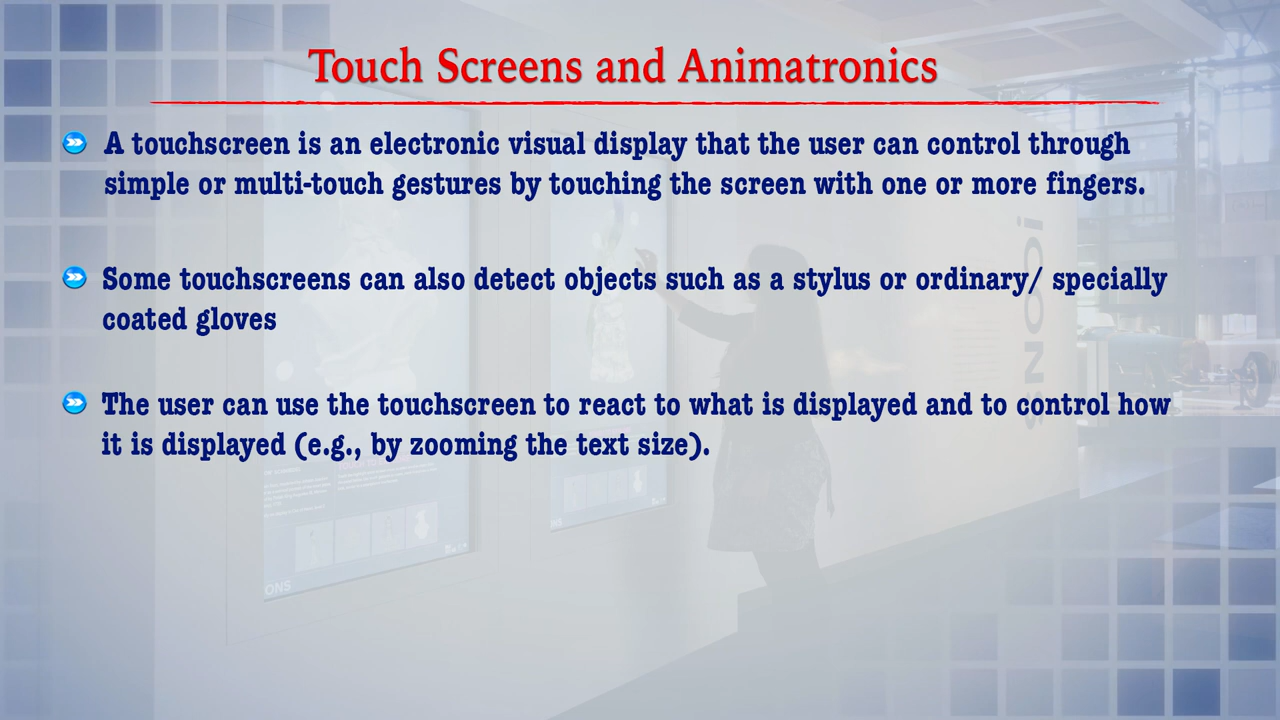 Touch Screens and Animatronics
A touchscreen is an electronic visual display that the user can control through
simple or multi-touch gestures by touching the screen with one or more fingers.
Some touchscreens can also detect objects such as a stylus or ordinary/ specially
coated gloves
The user can use the touchscreen to react to what is displayed and to control how
it is displayed (e.g., by zooming the text size).